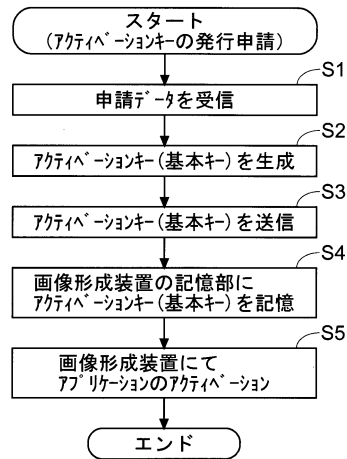 スタート
(ｱｸﾃｨﾍﾞｰｼｮﾝｷｰの発行申請)
S1
申請ﾃﾞｰﾀを受信
S2
ｱｸﾃｨﾍﾞｰｼｮﾝｷｰ(基本キー)を生成
S3
ｱｸﾃｨﾍﾞｰｼｮﾝｷｰ(基本キー)を送信
S4
画像形成装置の記憶部に
ｱｸﾃｨﾍﾞｰｼｮﾝｷｰ(基本キー)を記憶
S5
画像形成装置にて
ｱﾌﾟﾘｹｰｼｮﾝのｱｸﾃｨﾍﾞｰｼｮﾝ
エンド